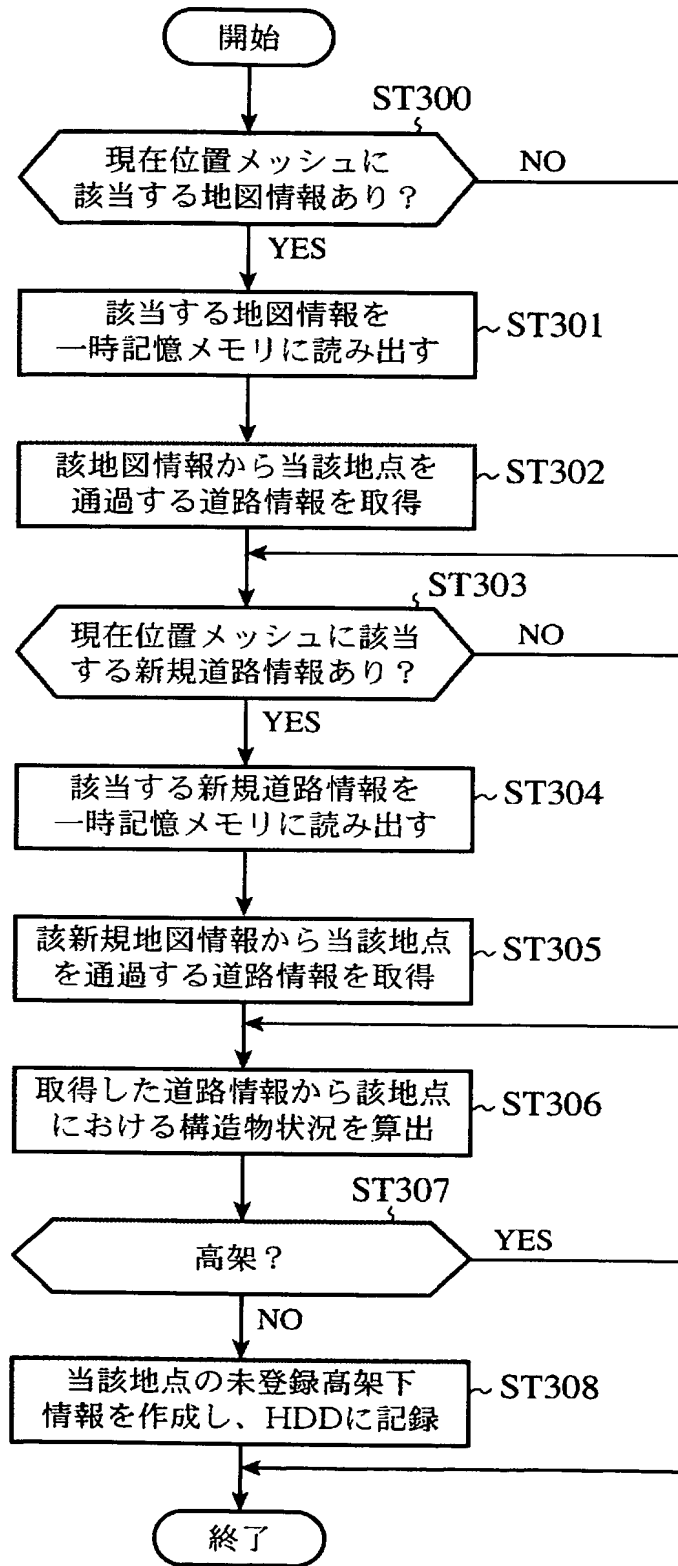 開始
ST300
現在位置メッシュに
該当する地図情報あり？
NO
YES
該当する地図情報を
一時記憶メモリに読み出す
ST301
該地図情報から当該地点を
通過する道路情報を取得
ST302
ST303
現在位置メッシュに該当
する新規道路情報あり？
NO
YES
該当する新規道路情報を
一時記憶メモリに読み出す
ST304
該新規地図情報から当該地点
を通過する道路情報を取得
ST305
取得した道路情報から該地点
における構造物状況を算出
ST306
ST307
高架？
YES
NO
当該地点の未登録高架下
情報を作成し、HDDに記録
ST308
終了